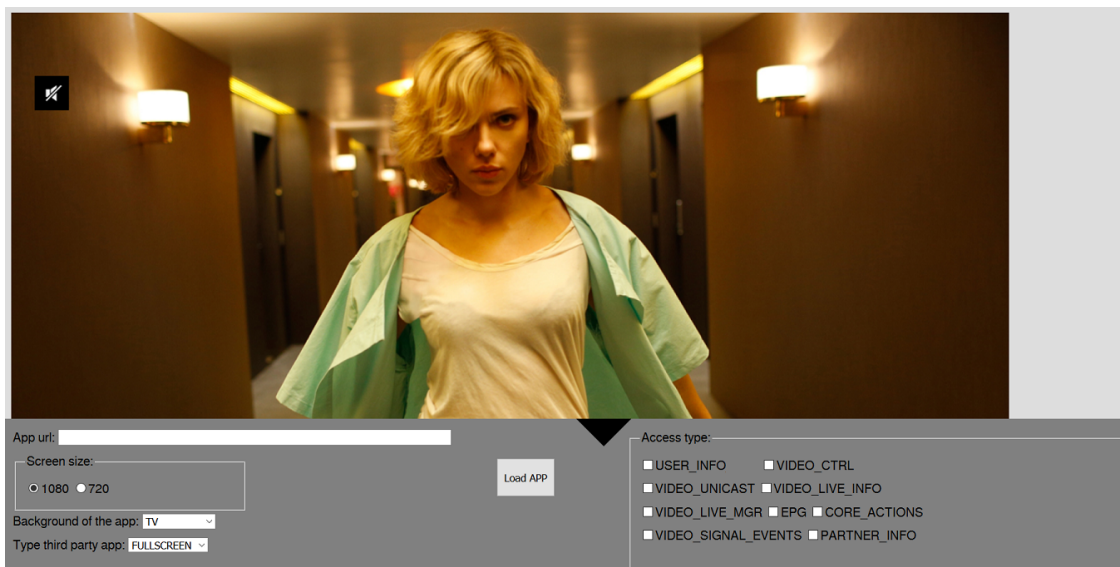 App url:
Screen size:
1080 720
Background of the app: TV
Type third party app: FULLSCREEN
Load APP
Access type:
USER_INFO VIDEO_CTRL
VIDEO_UNICAST VIDEO_LIVE_INFO
VIDEO_LIVE_MGR EPG CORE_ACTIONS
VIDEO_SIGNAL_EVENTS PARTNER_INFO